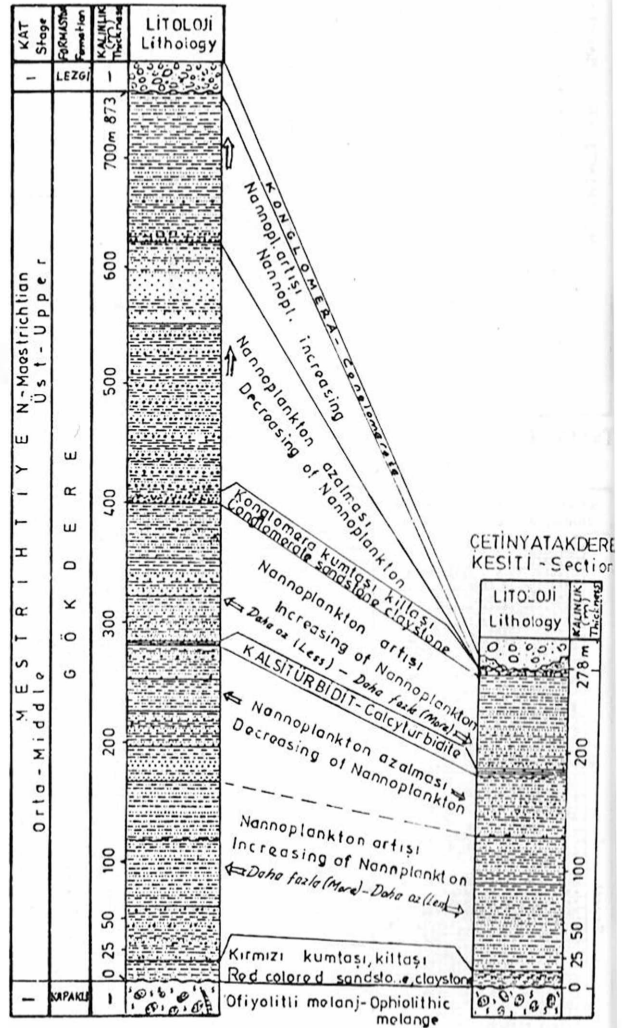 KAT
Stage
FORMASYON
Formation
KALINLIK
(m)
Thickness
LİTOLOJİ
Lithology
LEZGİ
700m 873
600
500
400
300
200
100
50
25
0
MESTRİHTİYEN-Maestrichtian
Üst-Upper
Orta-Middle
GÖKDERE
KAPAKLI
KONGLOMERA-Conglomerate
Nannopl. artışı
Nannopl. increasing
Nannoplankton azalması
Decreasing of Nannoplankton
Konglomera kumtaşı, kiltaşı
Conglomerate sandstone claystone
Nannoplankton artışı
Increasing of Nannoplankton
Daha az (Less) - Daha fazla (More)
KALSİTÜRBİDİT-Calcyturbidite
Nannoplankton azalması
Decreasing of Nannoplankton
Nannoplankton artışı
Increasing of Nannplankton
Daha fazla (More) - Daha az (Les)
Kırmızı kumtaşı, kiltaşı
Red colored claystone
Ofiyolitli melanj-Ophiolithic
melange
ÇETİNYATAKDERE
KESİTİ-Section
LİTOLOJİ
Lithology
KALINLIK
(m)
Thickness
278 m
200
100
50
25
0